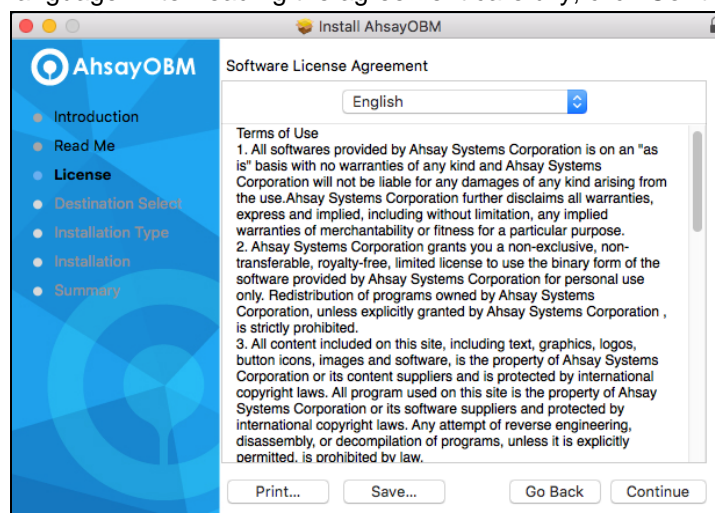 Install AhsayOBM
AhsayOBM
Introduction
Read Me
License
Destination Select
Installation Type
Installation
Summary
Software License Agreement
English
Terms of Use
1. All softwares provided by Ahsay Systems Corporation is on an "as
is" basis with no warranties of any kind and Ahsay Systems
Corporation will not be liable for any damages of any kind arising from
the use.Ahsay Systems Corporation further disclaims all warranties,
express and implied, including without limitation, any implied
warranties of merchantability or fitness for a particular purpose.
2. Ahsay Systems Corporation grants you a non-exclusive, non-
transferable, royalty-free, limited license to use the binary form of the
software provided by Ahsay Systems Corporation for personal use
only. Redistribution of programs owned by Ahsay Systems
Corporation, unless explicitly granted by Ahsay Systems Corporation ,
is strictly prohibited.
3. All content included on this site, including text, graphics, logos,
button icons, images and software, is the property of Ahsay Systems
Corporation or its content suppliers and is protected by international
copyright laws. All program used on this site is the property of Ahsay
Systems Corporation or its software suppliers and protected by
international copyright laws. Any attempt of reverse engineering,
disassembly, or decompilation of programs, unless it is explicitly
permitted, is prohibited by law.
Print...
Save...
Go Back
Continue